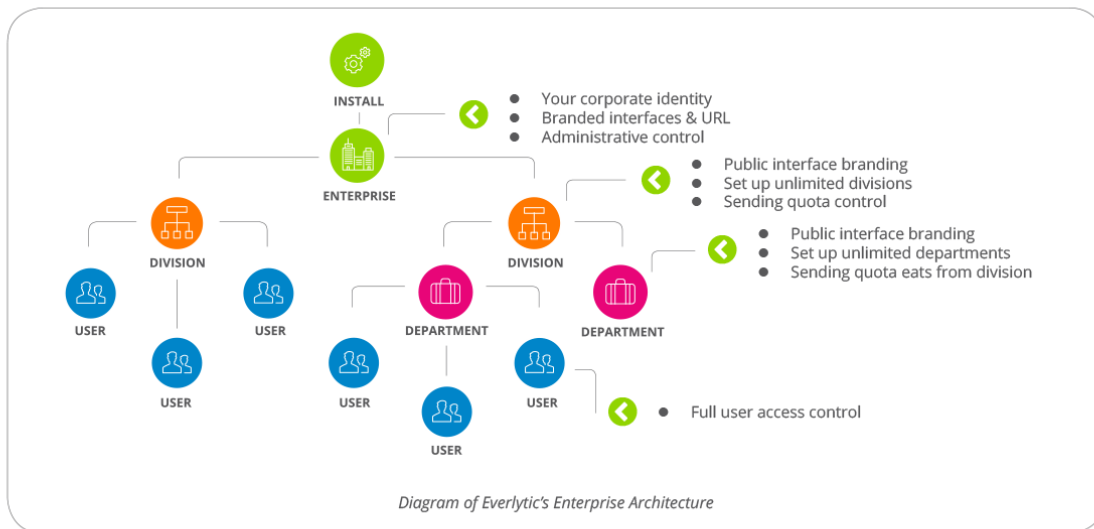 INSTALL
Your corporate identity
Branded interfaces & URL
Administrative control
ENTERPRISE
Public interface branding
Set up unlimited divisions
Sending quota control
DIVISION
DIVISION
Public interface branding
Set up unlimited departments
Sending quota eats from division
USER
USER
DEPARTMENT
DEPARTMENT
USER
USER
USER
USER
Full user access control
Diagram of Everlytic's Enterprise Architecture